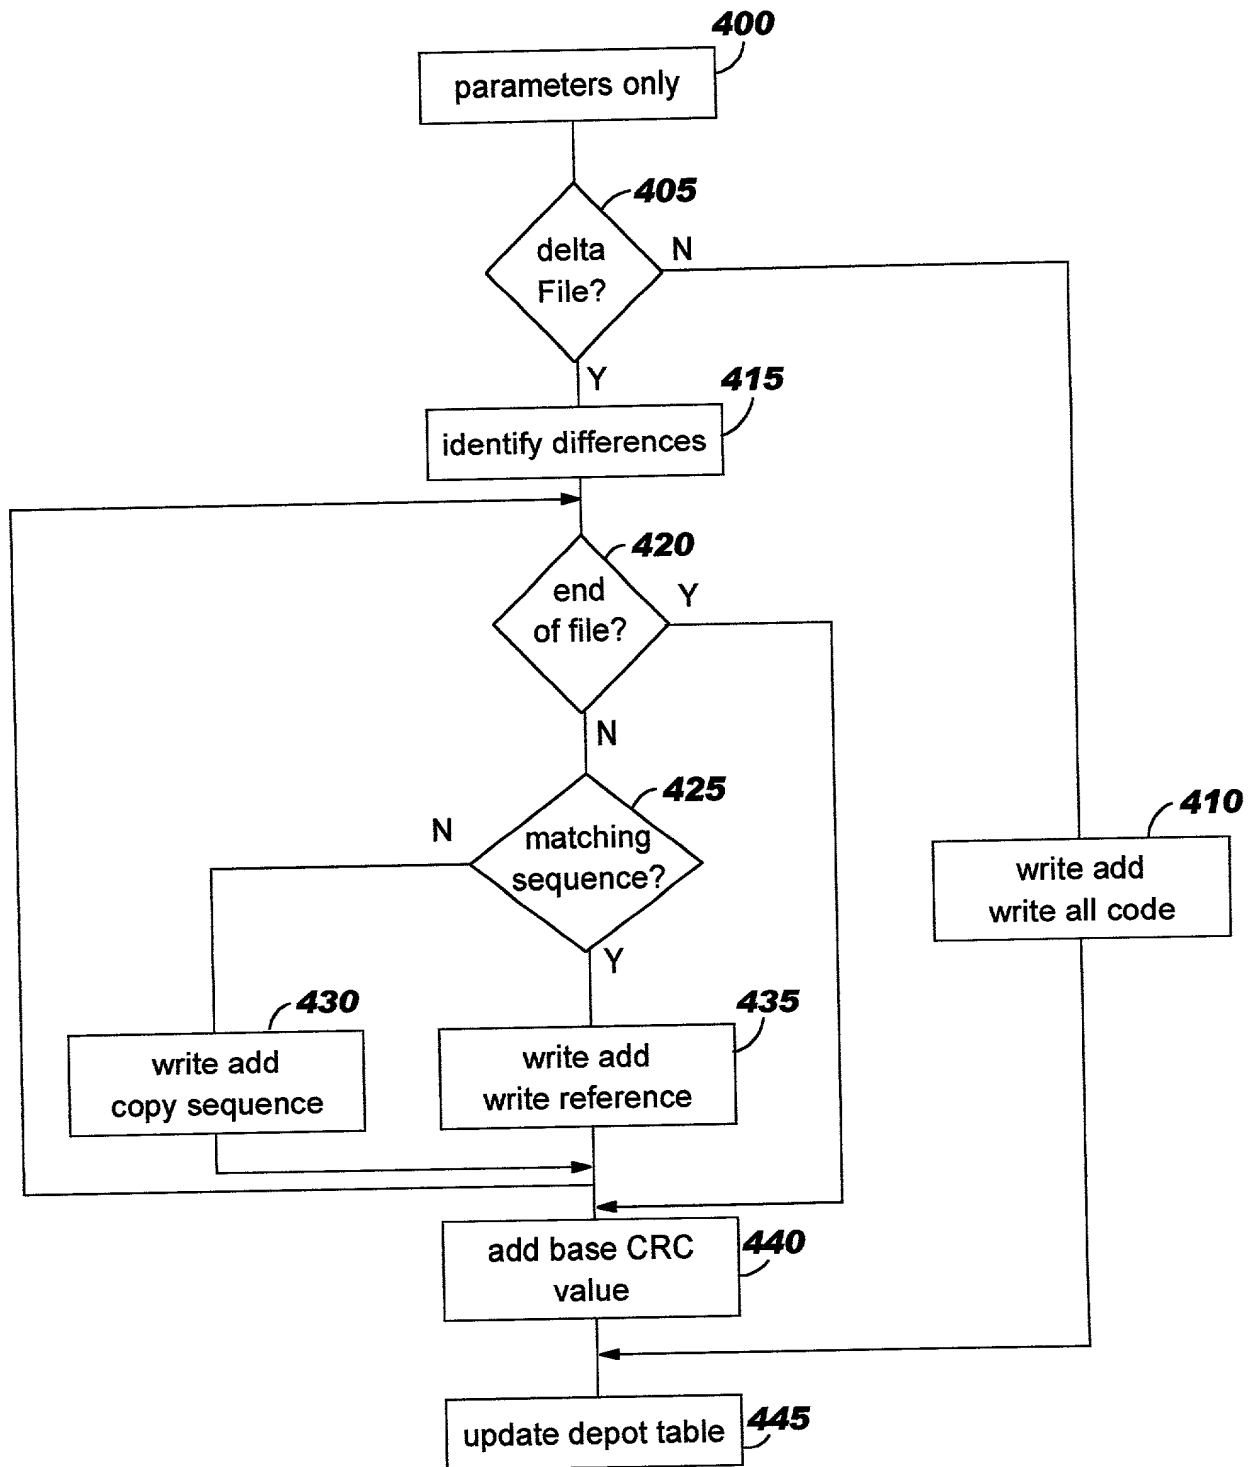 400
parameters only
405
delta
File?
N
Y
415
identify differences
420
end
of file?
Y
N
425
matching
sequence?
N
Y
410
write add
write all code
430
write add
copy sequence
435
write add
write reference
add base CRC
value
440
update depot table
445